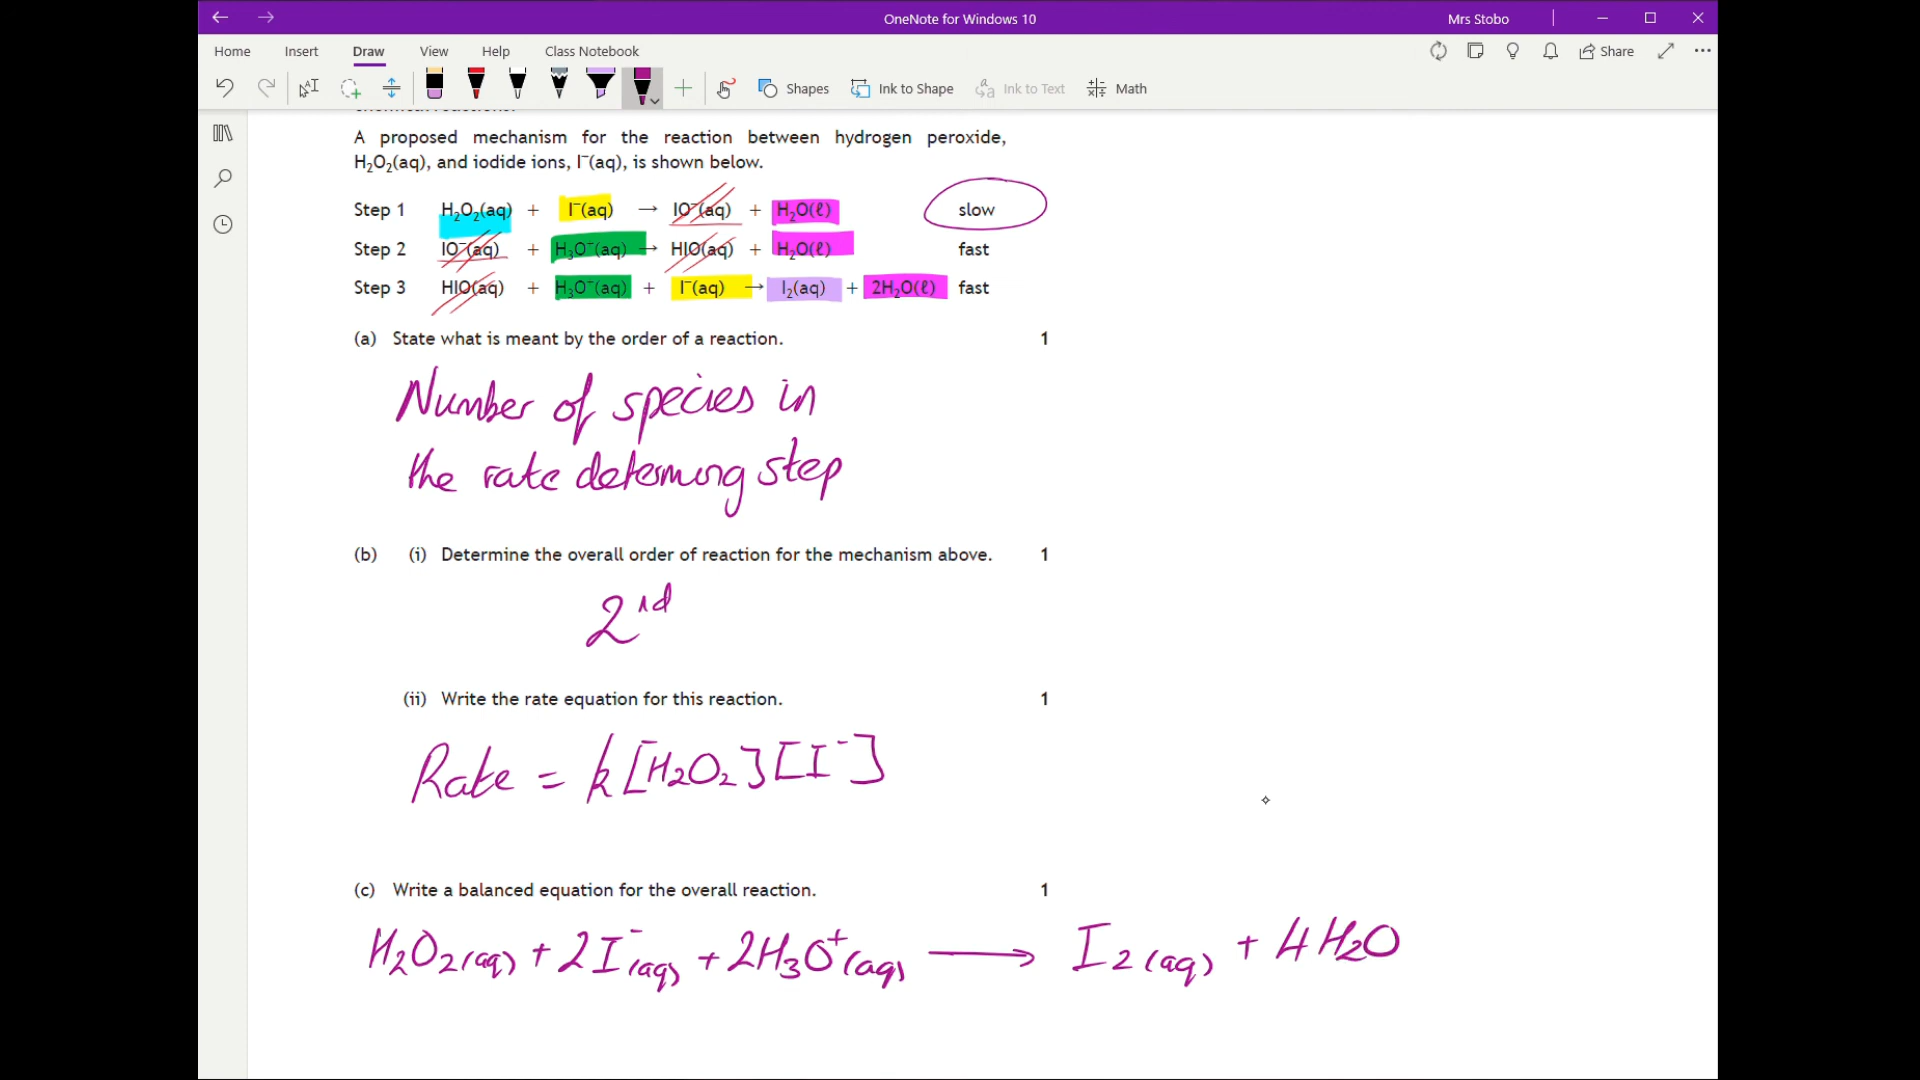 OneNote for Windows 10
Mrs Stobo
Home Insert Draw View Help Class Notebook
Share
Shapes Ink to Shape Ink to Text Math
chemical reactions.
A proposed mechanism for the reaction between hydrogen peroxide,
H₂O₂(aq), and iodide ions, I⁻(aq), is shown below.
Step 1 H₂O₂(aq) + I⁻(aq) → IO⁻(aq) + H₂O(ℓ) slow
Step 2 IO⁻(aq) + H₃O⁺(aq) → HIO(aq) + H₂O(ℓ) fast
Step 3 HIO(aq) + H₃O⁺(aq) + I⁻(aq) → I₂(aq) + 2H₂O(ℓ) fast
(a) State what is meant by the order of a reaction. 1
Number of species in
the rate determing step
(b) (i) Determine the overall order of reaction for the mechanism above. 1
2nd
(ii) Write the rate equation for this reaction. 1
Rate = k[H₂O₂][I⁻]
(c) Write a balanced equation for the overall reaction. 1
H₂O₂(aq) + 2I⁻(aq) + 2H₃O⁺(aq) → I₂(aq) + 4H₂O